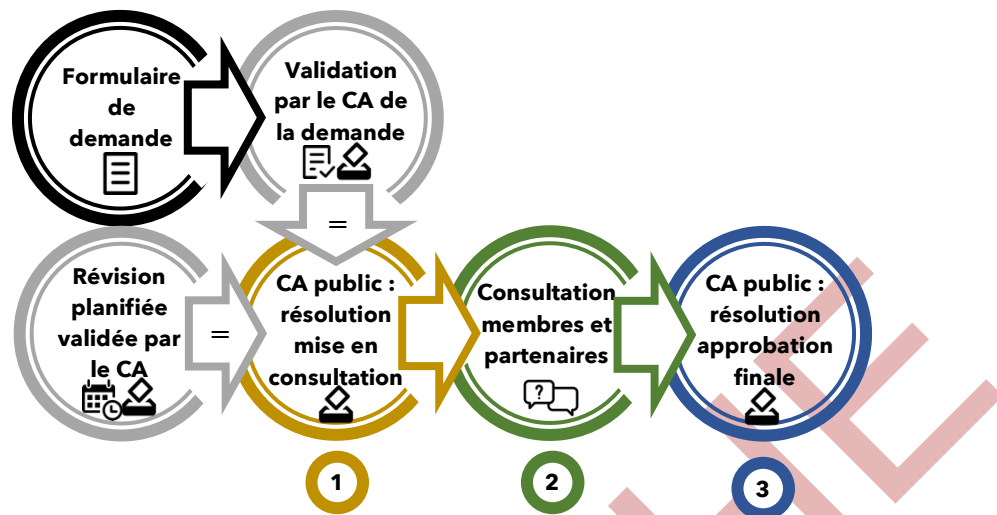 Formulaire
de
demande
Validation
par le CA de
la demande
=
Révision
planifiée
validée par
le CA
=
CA public :
résolution
mise en
consultation
Consultation
membres et
partenaires
?
CA public :
résolution
approbation
finale
1
2
3
HE